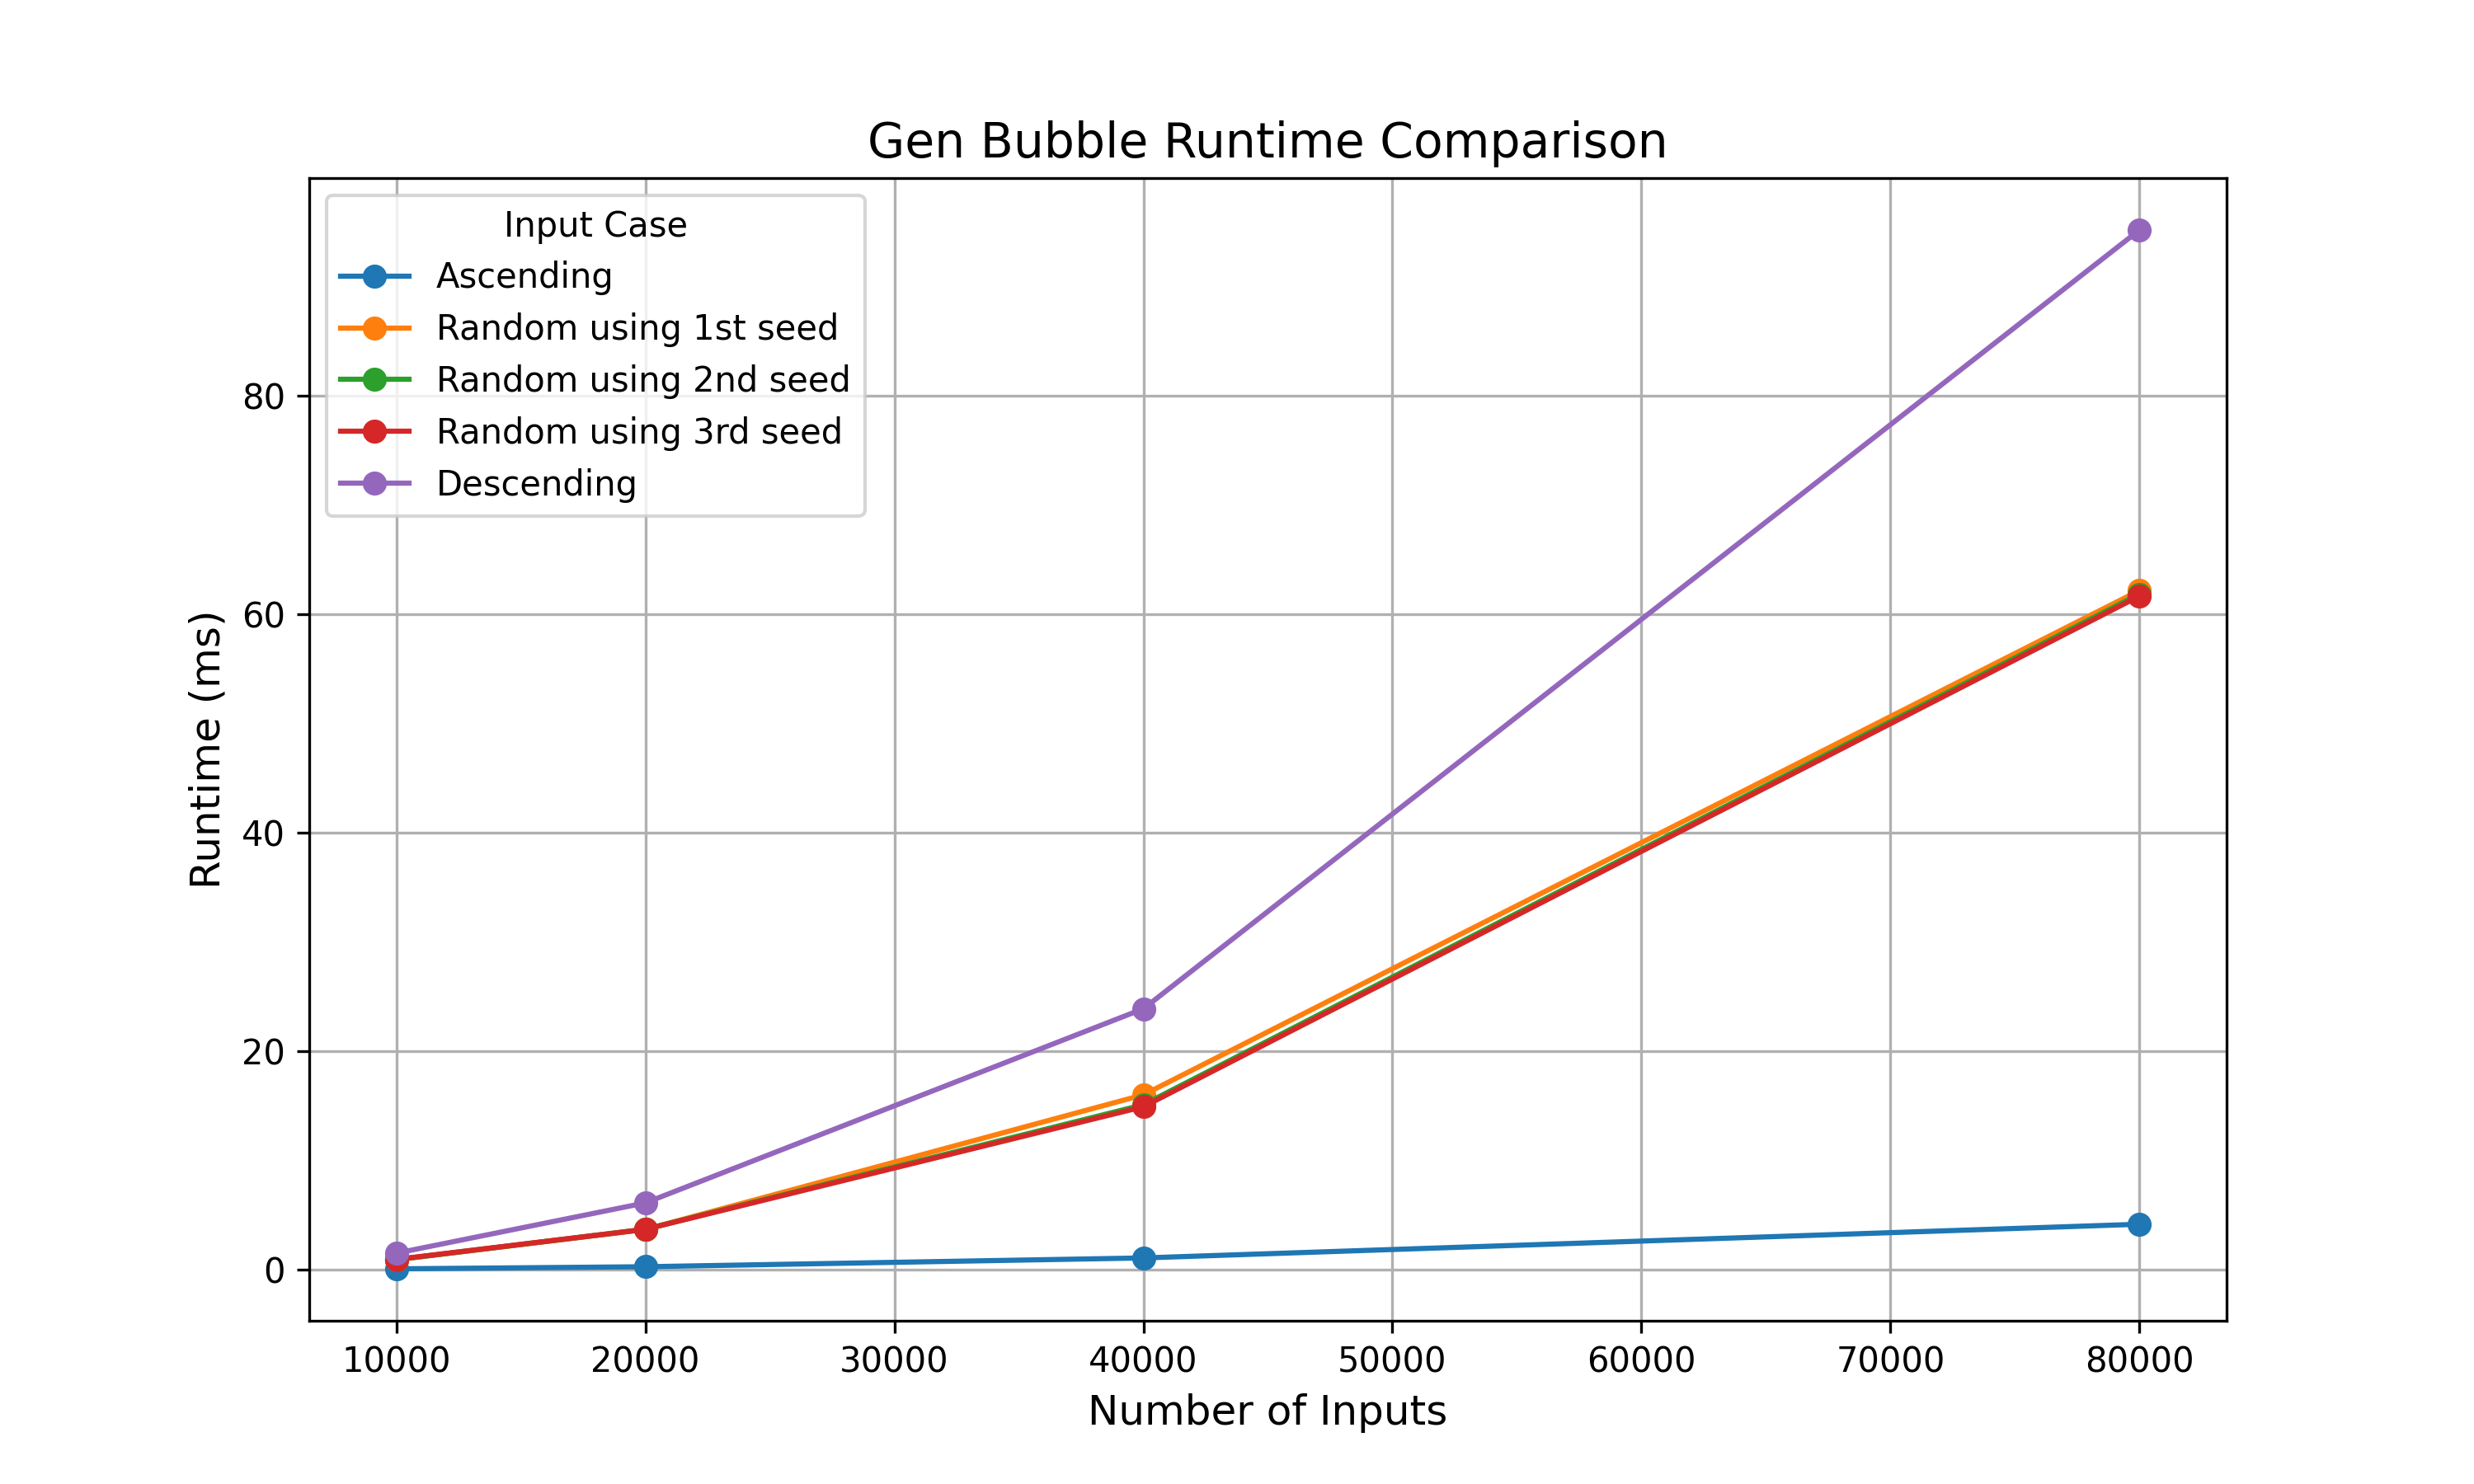 Gen Bubble Runtime Comparison
Input Case
Ascending
Random using 1st seed
Random using 2nd seed
Random using 3rd seed
Descending
Runtime (ms)
80
60
40
20
0
10000 20000 30000 40000 50000 60000 70000 80000
Number of Inputs